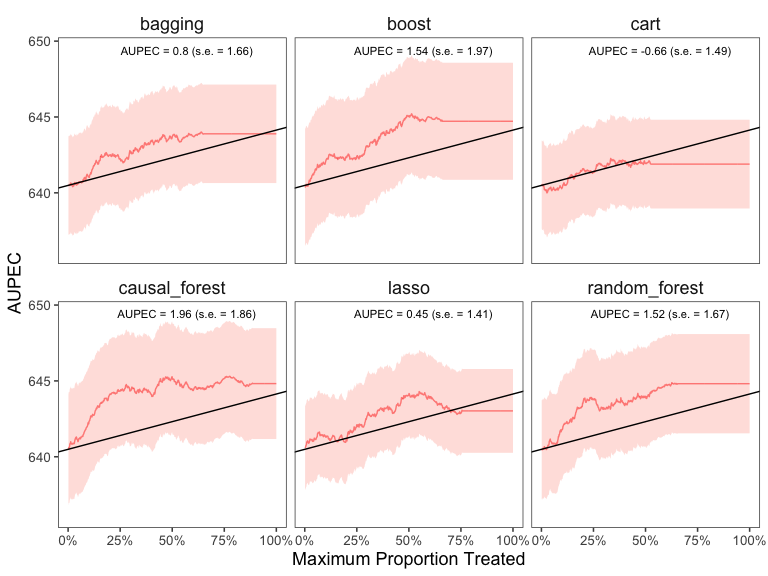 bagging boost cart
AUPEC = 0.8 (s.e. = 1.66) AUPEC = 1.54 (s.e. = 1.97) AUPEC = -0.66 (s.e. = 1.49)
650
645
640
causal_forest lasso random_forest
AUPEC = 1.96 (s.e. = 1.86) AUPEC = 0.45 (s.e. = 1.41) AUPEC = 1.52 (s.e. = 1.67)
650
645
640
AUPEC
0% 25% 50% 75% 100% 0% 25% 50% 75% 100% 0% 25% 50% 75% 100%
Maximum Proportion Treated